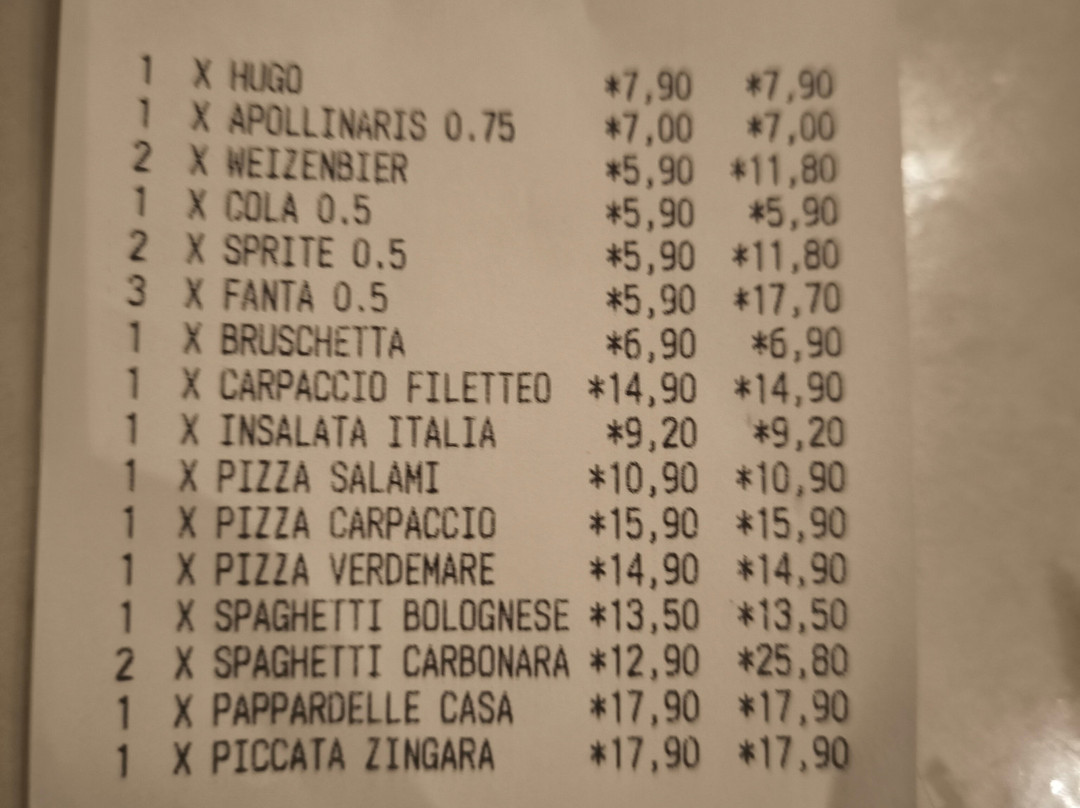 1 X HUGO *7,90 *7,90
1 X APOLLINARIS 0.75 *7,00 *7,00
2 X WEIZENBIER *5,90 *11,80
1 X COLA 0.5 *5,90 *5,90
2 X SPRITE 0.5 *5,90 *11,80
3 X FANTA 0.5 *5,90 *17,70
1 X BRUSCHETTA *6,90 *6,90
1 X CARPACCIO FILETTEO *14,90 *14,90
1 X INSALATA ITALIA *9,20 *9,20
1 X PIZZA SALAMI *10,90 *10,90
1 X PIZZA CARPACCIO *15,90 *15,90
1 X PIZZA VERDEMARE *14,90 *14,90
1 X SPAGHETTI BOLOGNESE *13,50 *13,50
2 X SPAGHETTI CARBONARA *12,90 *25,80
1 X PAPPARDELLE CASA *17,90 *17,90
1 X PICCATA ZINGARA *17,90 *17,90